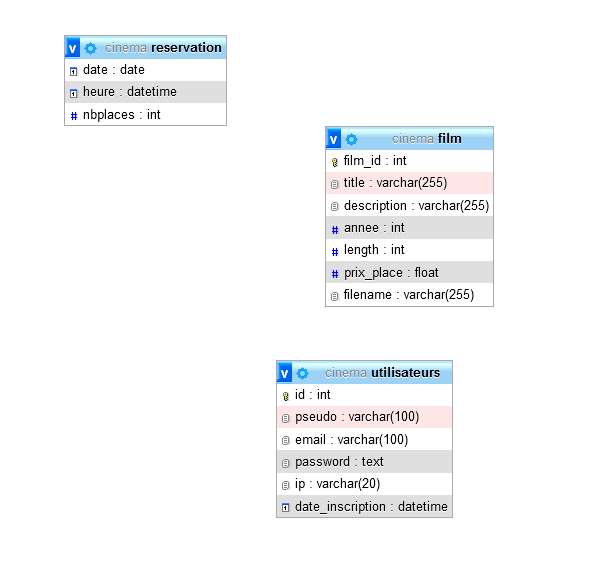 v cinema reservation
date : date
heure : datetime
# nbplaces : int
v cinema film
film_id : int
title : varchar(255)
description : varchar(255)
# annee : int
# length : int
# prix_place : float
filename : varchar(255)
v cinema utilisateurs
id : int
pseudo : varchar(100)
email : varchar(100)
password : text
ip : varchar(20)
date_inscription : datetime